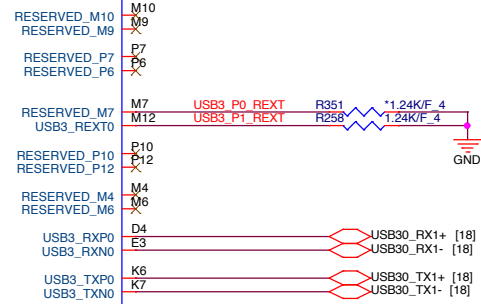 RESERVED_M10 M10
RESERVED_M9 M9
RESERVED_P7 P7
RESERVED_P6 P6
RESERVED_M7 M7 USB3_P0_REXT R351 *1.24K/F_4
USB3_REXT0 M12 USB3_P1_REXT R258 1.24K/F_4
GND
RESERVED_P10 P10
RESERVED_P12 P12
RESERVED_M4 M4
RESERVED_M6 M6
USB3_RXP0 D4 USB30_RX1+ [18]
USB3_RXN0 E3 USB30_RX1- [18]
USB3_TXP0 K6 USB30_TX1+ [18]
USB3_TXN0 K7 USB30_TX1- [18]